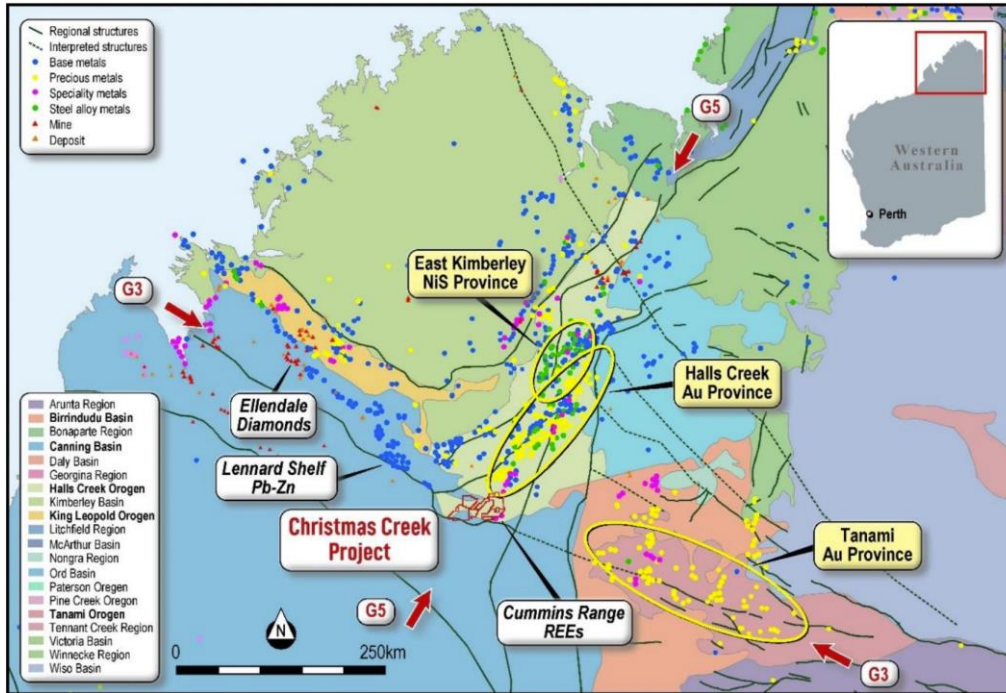 Regional structures
Interpreted structures
Base metals
Precious metals
Speciality metals
Steel alloy metals
Mine
Deposit
G5
Western
Australia
Perth
East Kimberley
NiS Province
G3
Halls Creek
Au Province
Ellendale
Diamonds
Lennard Shelf
Pb-Zn
Christmas Creek
Project
Tanami
Au Province
Cummins Range
REEs
G5
G3
N
0
250km
Arunta Region
Birrindudu Basin
Bonaparte Region
Canning Basin
Daly Basin
Georgina Region
Halls Creek Orogen
Kimberley Basin
King Leopold Orogen
Litchfield Region
McArthur Basin
Nongra Region
Ord Basin
Paterson Oregen
Pine Creek Oregon
Tanami Orogen
Tennant Creek Region
Victoria Basin
Winnecke Region
Wiso Basin